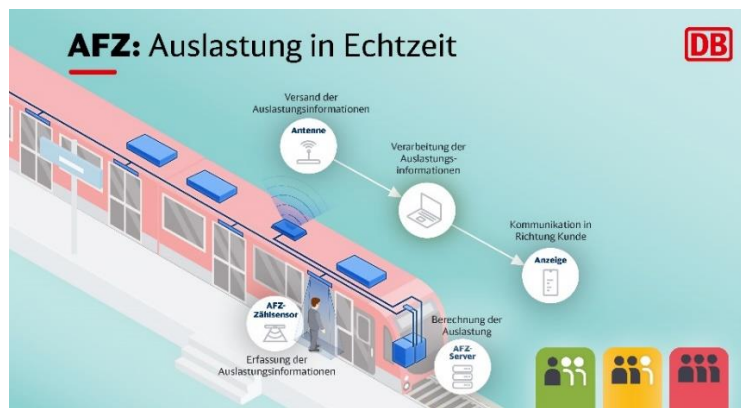 AFZ: Auslastung in Echtzeit
DB
Versand der
Auslastungsinformationen
Antenne
Verarbeitung der
Auslastungs-
informationen
Kommunikation in
Richtung Kunde
Anzeige
AFZ-
Zählsensor
Erfassung der
Auslastungsinformationen
Berechnung der
Auslastung
AFZ-
Server